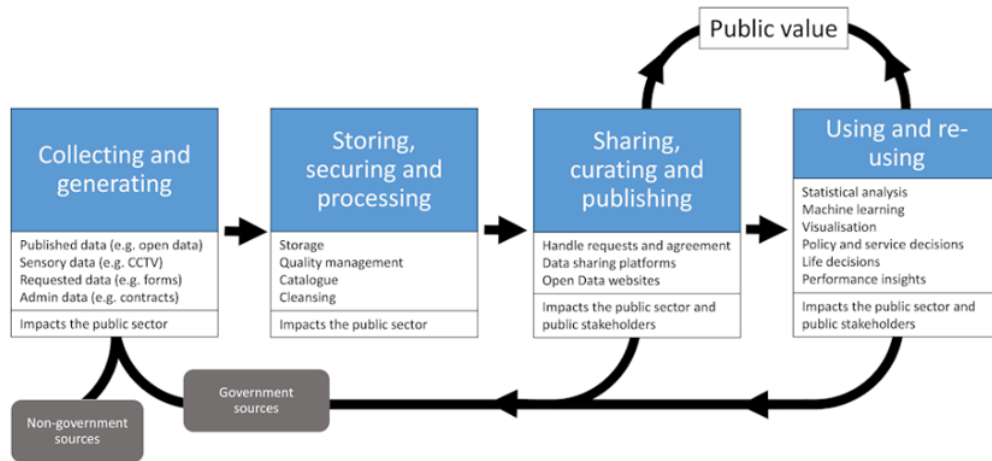 Public value
Collecting and
generating
Published data (e.g. open data)
Sensory data (e.g. CCTV)
Requested data (e.g. forms)
Admin data (e.g. contracts)
Impacts the public sector
Storing,
securing and
processing
Storage
Quality management
Catalogue
Cleansing
Impacts the public sector
Sharing,
curating and
publishing
Handle requests and agreement
Data sharing platforms
Open Data websites
Impacts the public sector and
public stakeholders
Using and re-
using
Statistical analysis
Machine learning
Visualisation
Policy and service decisions
Life decisions
Performance insights
Impacts the public sector and
public stakeholders
Government
sources
Non-government
sources